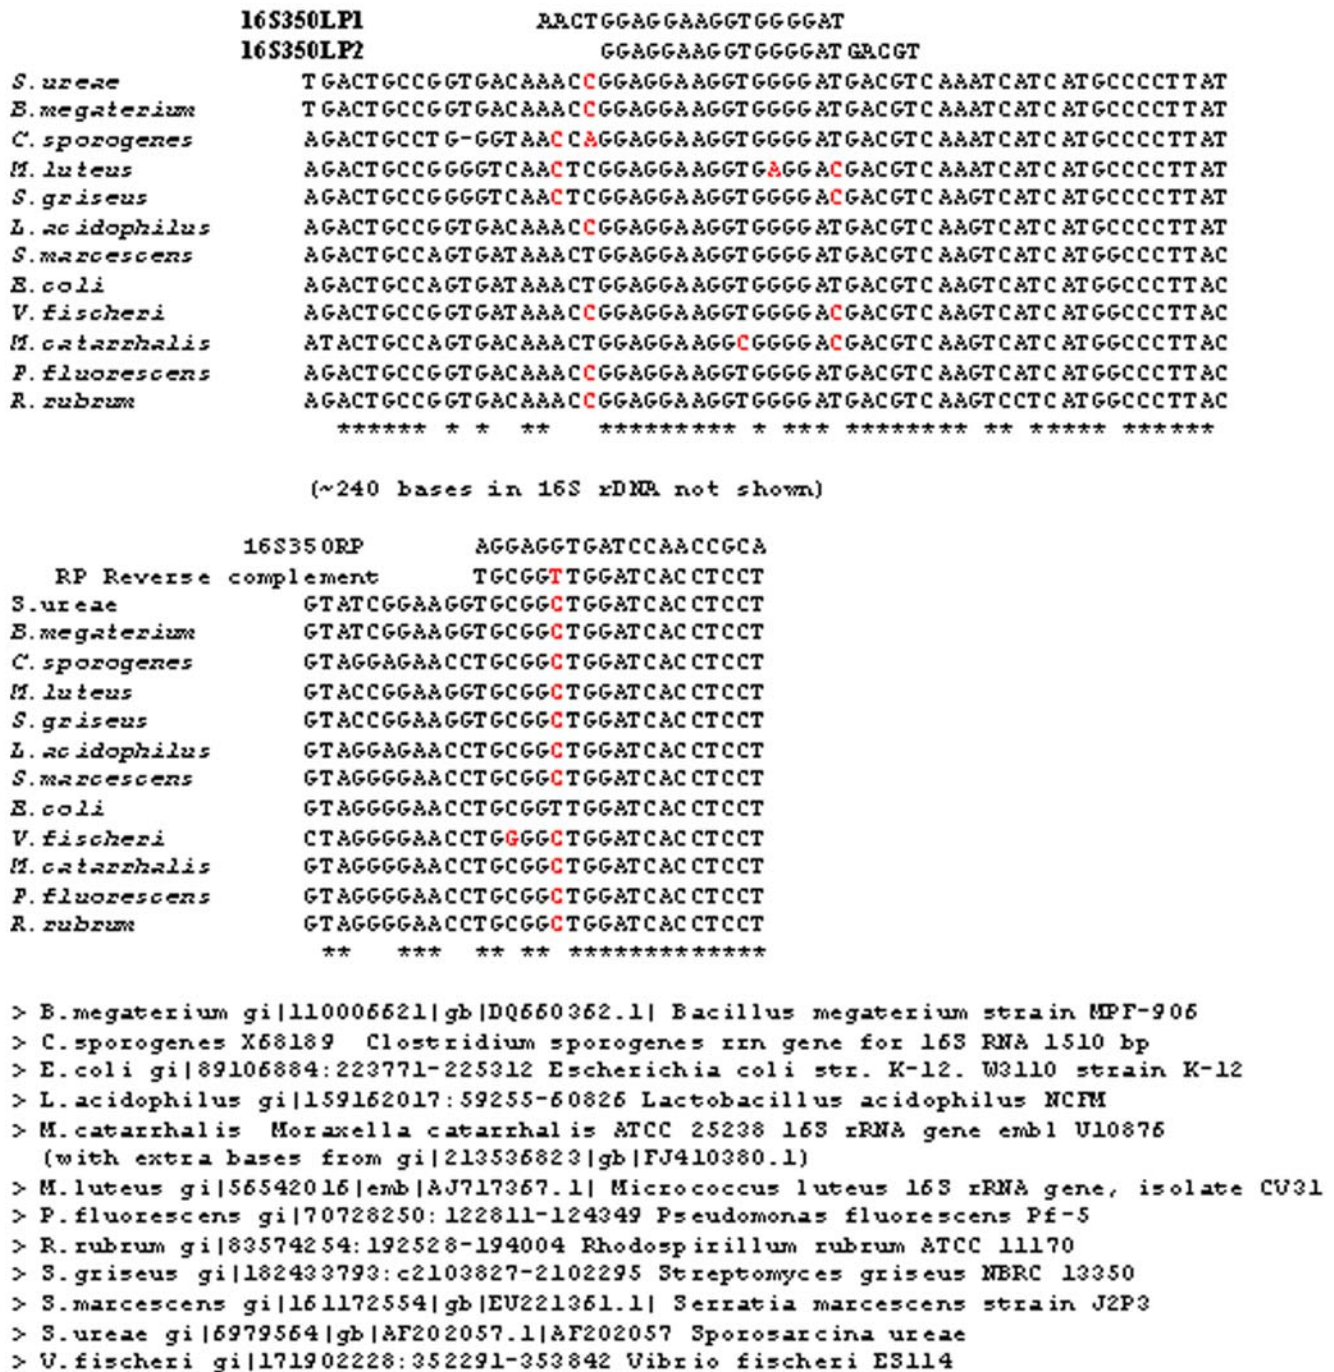 16S350LP1 AACTGGAGGAAGGTGGGGAT
16S350LP2 GGAGGAAGGTGGGGATGACGT
S.ureae TGACTGCCGGTGACAAACCGGAGGAAGGTGGGGATGACGTCAAATCATCATGCCCCTTAT
B.megaterium TGACTGCCGGTGACAAACCGGAGGAAGGTGGGGATGACGTCAAATCATCATGCCCCTTAT
C.sporogenes AGACTGCCTG-GGTAACCAGGAGGAAGGTGGGGATGACGTCAAATCATCATGCCCCTTAT
M.luteus AGACTGCCGGGGTCAACTCGGAGGAAGGTGAGGACGACGTCAAATCATCATGCCCCTTAT
S.griseus AGACTGCCGGGGTCAACTCGGAGGAAGGTGGGGACGACGTCAAATCATCATGCCCCTTAT
L.acidophilus AGACTGCCGGTGACAAACCGGAGGAAGGTGGGGATGACGTCAAGTCATCATGCCCCTTAT
S.marcescens AGACTGCCAGTGATAAACTGGAGGAAGGTGGGGATGACGTCAAGTCATCATGGCCCTTAC
E.coli AGACTGCCAGTGATAAACTGGAGGAAGGTGGGGATGACGTCAAGTCATCATGGCCCTTAC
V.fischeri AGACTGCCGGTGATAAACCGGAGGAAGGTGGGGACGACGTCAAGTCATCATGGCCCTTAC
M.catarrhalis ATACTGCCAGTGACAAACTGGAGGAAGGCGGGGACGACGTCAAGTCATCATGGCCCTTAC
P.fluorescens AGACTGCCGGTGACAAACCGGAGGAAGGTGGGGATGACGTCAAGTCATCATGGCCCTTAC
R.rubrum AGACTGCCGGTGACAAACCGGAGGAAGGTGGGGATGACGTCAAGTCCTCATGGCCCTTAC
****** * * ** ********* * *** ******** ** ***** ******
(~240 bases in 16S rDNA not shown)
16S350RP AGGAGGTGATCCAACCGCA
RP Reverse complement TGCGGTTGGATCACCTCCT
S.ureae GTATCGGAAGGTGCGGCTGGATCACCTCCT
B.megaterium GTATCGGAAGGTGCGGCTGGATCACCTCCT
C.sporogenes GTAGGAGAACCTGCGGCTGGATCACCTCCT
M.luteus GTACCGGAAGGTGCGGCTGGATCACCTCCT
S.griseus GTACCGGAAGGTGCGGCTGGATCACCTCCT
L.acidophilus GTAGGAGAACCTGCGGCTGGATCACCTCCT
S.marcescens GTAGGGGAACCTGCGGCTGGATCACCTCCT
E.coli GTAGGGGAACCTGCGGTTGGATCACCTCCT
V.fischeri CTAGGGGAACCTGGGGCTGGATCACCTCCT
M.catarrhalis GTAGGGGAACCTGCGGCTGGATCACCTCCT
P.fluorescens GTAGGGGAACCTGCGGCTGGATCACCTCCT
R.rubrum GTAGGGGAACCTGCGGCTGGATCACCTCCT
** *** ** ** *************
> B.megaterium gi|110006621|gb|DQ660362.1| Bacillus megaterium strain MPF-906
> C.sporogenes X68189 Clostridium sporogenes rrn gene for 16S RNA 1510 bp
> E.coli gi|89106884:223771-225312 Escherichia coli str. K-12. W3110 strain K-12
> L.acidophilus gi|159162017:59255-60826 Lactobacillus acidophilus NCFM
> M.catarrhalis Moraxella catarrhalis ATCC 25238 16S rRNA gene embl U10876
(with extra bases from gi|213536823|gb|FJ410380.1)
> M.luteus gi|56542016|emb|AJ717367.1| Micrococcus luteus 16S rRNA gene, isolate CV31
> P.fluorescens gi|70728250:122811-124349 Pseudomonas fluorescens Pf-5
> R.rubrum gi|83574254:192528-194004 Rhodospirillum rubrum ATCC 11170
> S.griseus gi|182433793:c2103827-2102295 Streptomyces griseus NBRC 13350
> S.marcescens gi|161172554|gb|EU221361.1| Serratia marcescens strain J2P3
> S.ureae gi|6979564|gb|AF202057.1|AF202057 Sporosarcina ureae
> V.fischeri gi|171902228:352291-353842 Vibrio fischeri ES114